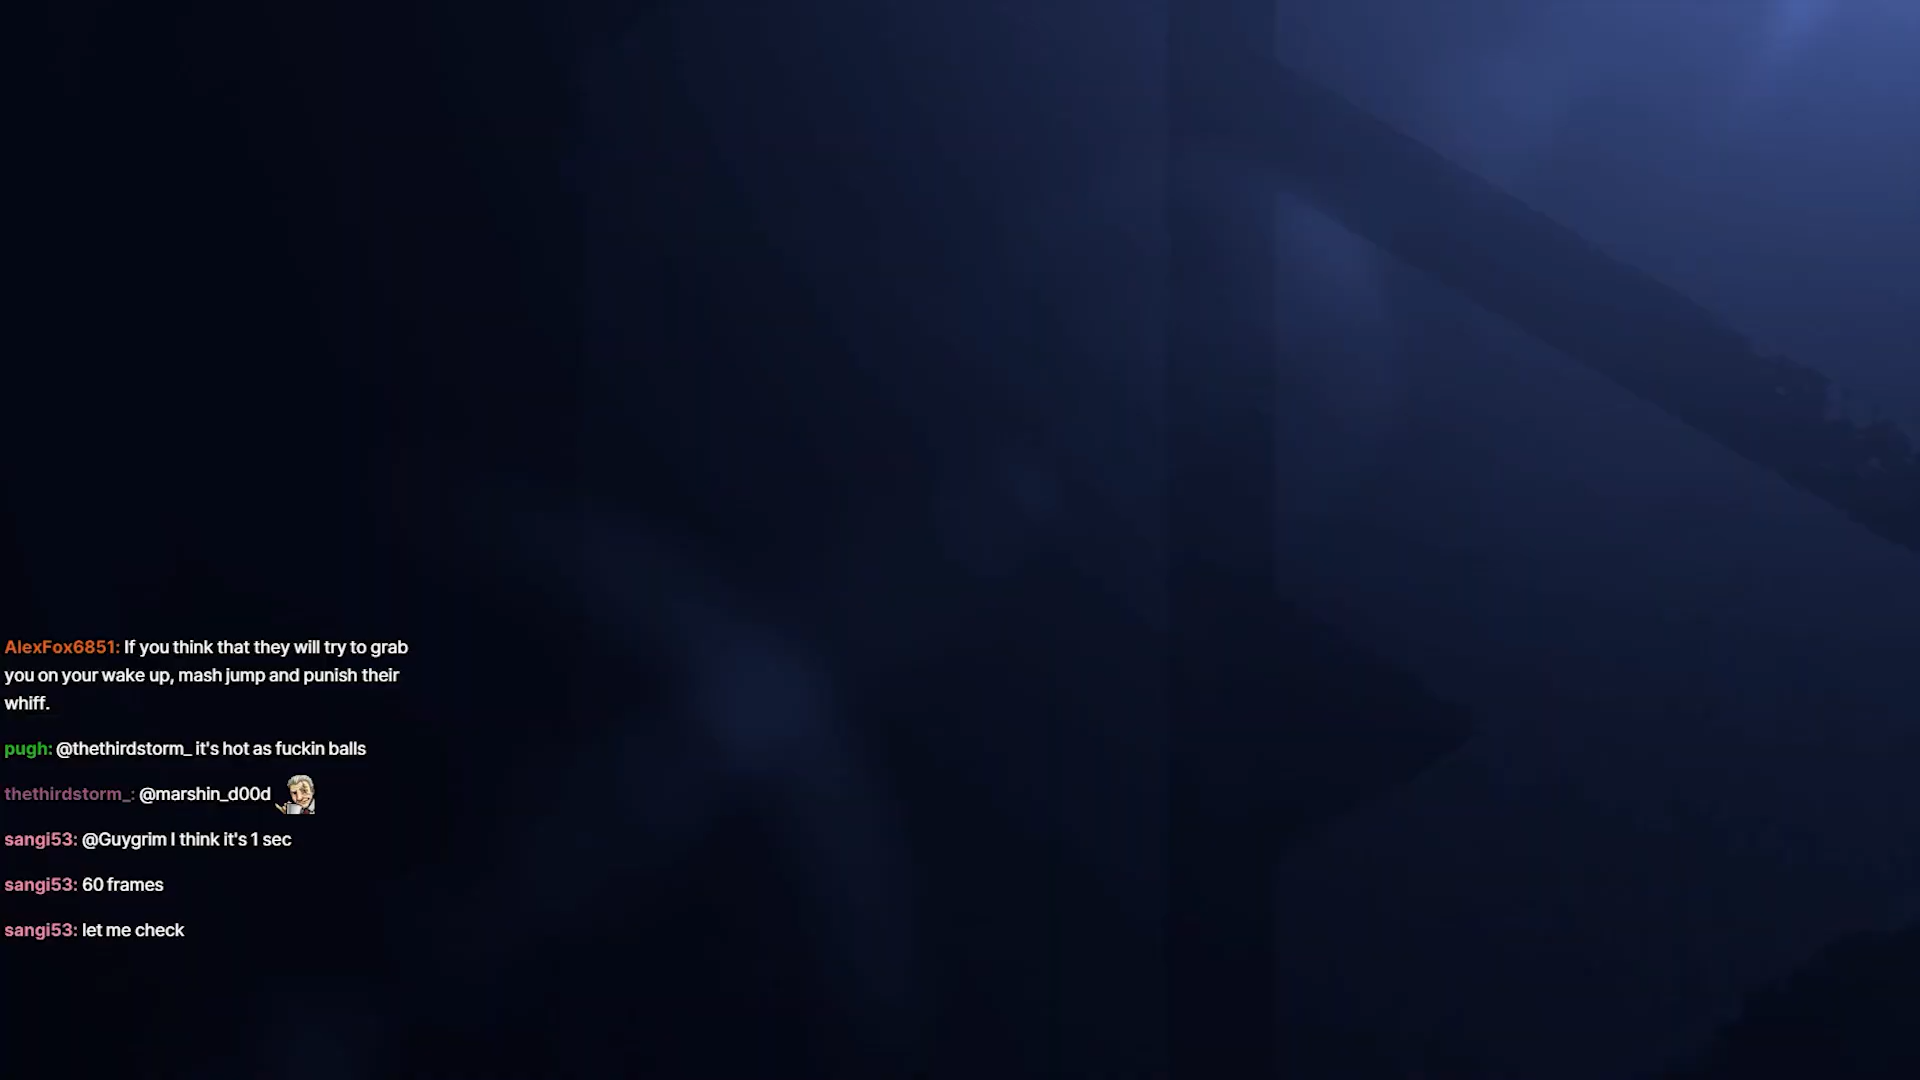 AlexFox6851: If you think that they will try to grab
you on your wake up, mash jump and punish their
whiff.
pugh: @thethirdstorm_ it's hot as fuckin balls
thethirdstorm_: @marshin_d00d
sangi53: @Guygrim I think it's 1 sec
sangi53: 60 frames
sangi53: let me check